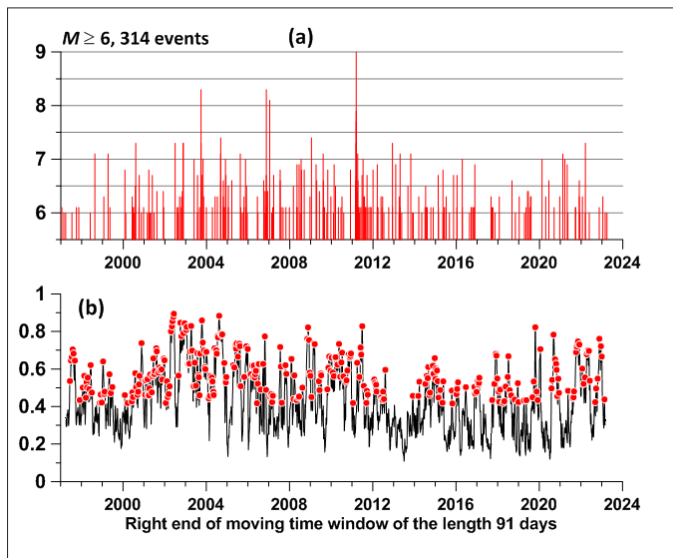 M ≥ 6, 314 events
(a)
9
8
7
6
2000 2004 2008 2012 2016 2020 2024
(b)
1
0.8
0.6
0.4
0.2
0
2000 2004 2008 2012 2016 2020 2024
Right end of moving time window of the length 91 days